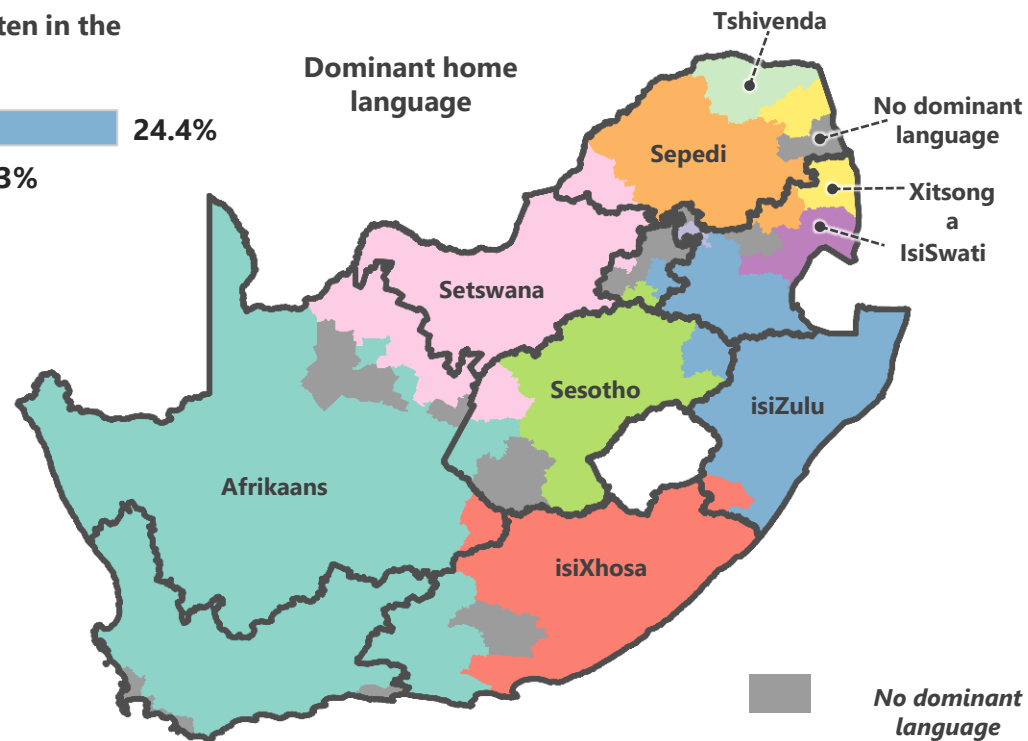 ten in the
Dominant home
language
24.4%
3%
Tshivenda
No dominant
language
Sepedi
Xitsong
a
IsiSwati
Setswana
Sesotho
isiZulu
Afrikaans
isiXhosa
No dominant
language